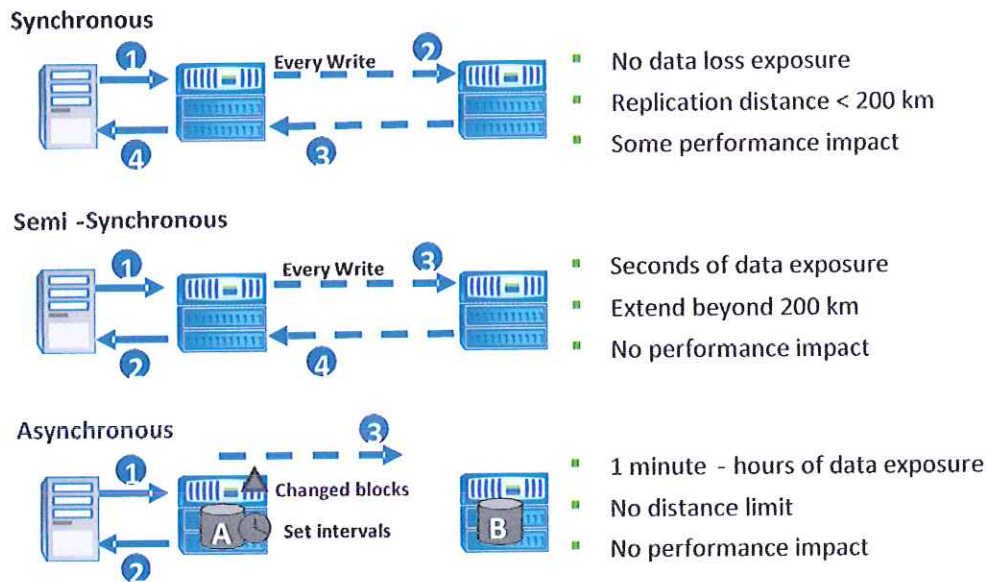 Synchronous
1
Every Write
2
4
3
No data loss exposure
Replication distance < 200 km
Some performance impact
Semi -Synchronous
1
Every Write
3
2
4
Seconds of data exposure
Extend beyond 200 km
No performance impact
Asynchronous
1
3
Changed blocks
A
Set intervals
2
B
1 minute - hours of data exposure
No distance limit
No performance impact